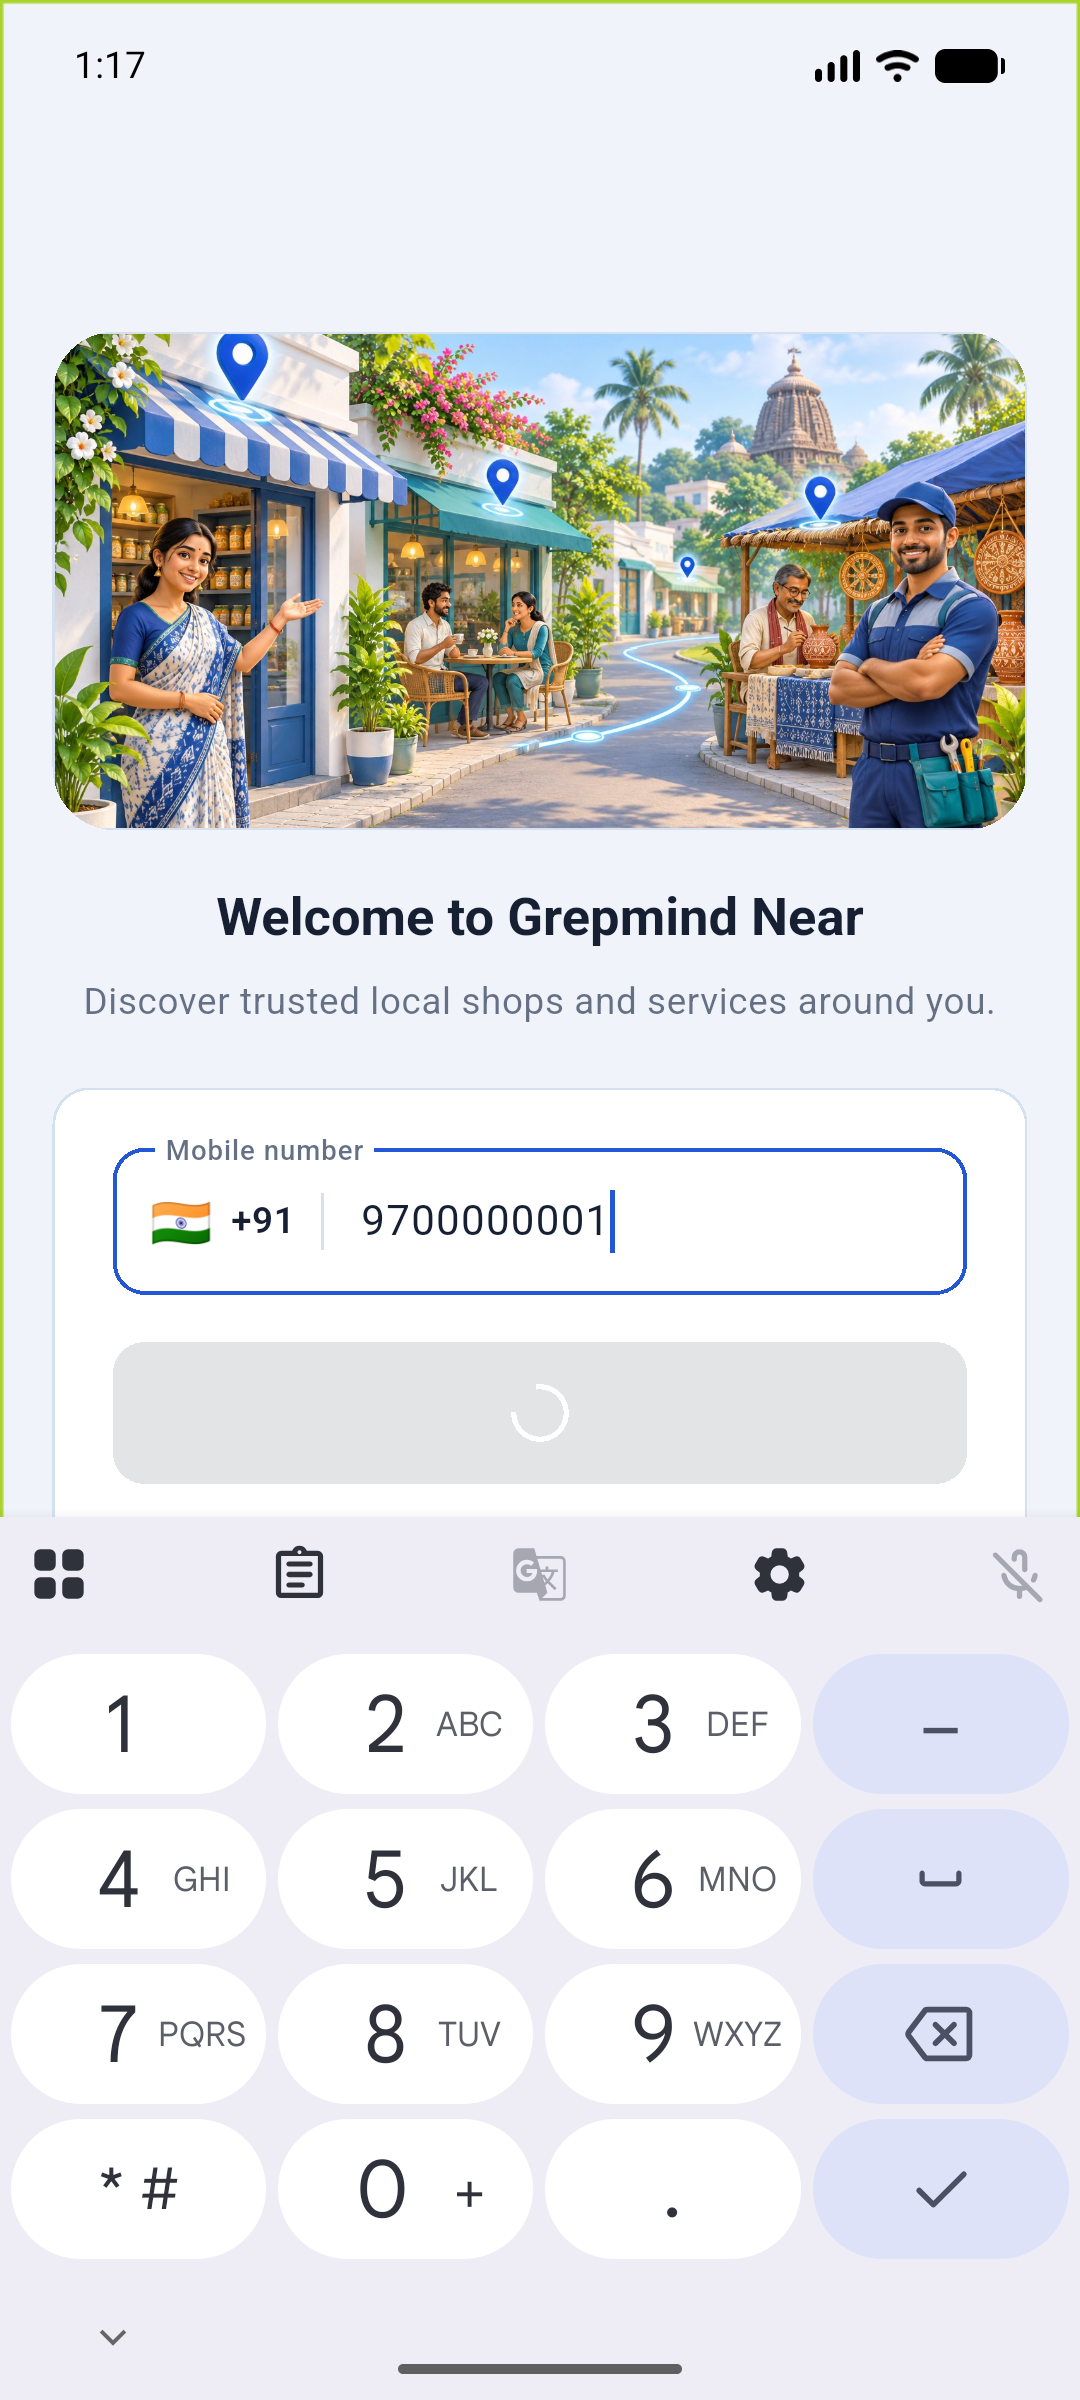 1:17
Welcome to Grepmind Near
Discover trusted local shops and services around you.
Mobile number
+91
9700000001
1
2 ABC
3 DEF
–
4 GHI
5 JKL
6 MNO
7 PQRS
8 TUV
9 WXYZ
* #
0 +
.